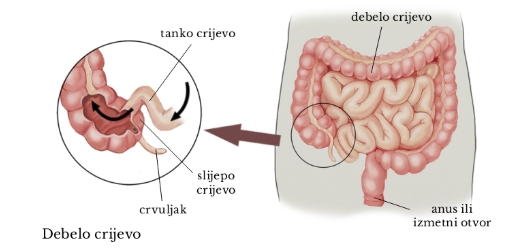 tanko crijevo
debelo crijevo
slijepo
crijevo
crvuljak
anus ili
izmetni otvor
Debelo crijevo